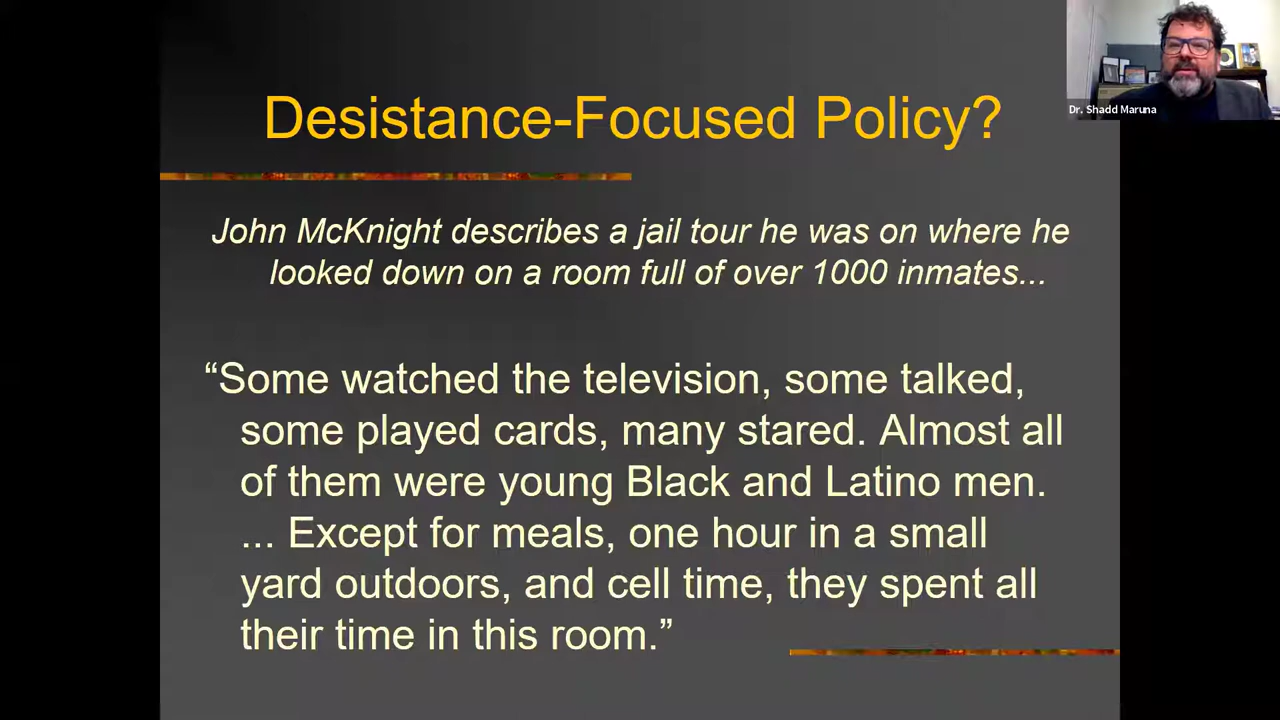 Dr. Shadd Maruna
Desistance-Focused Policy?
John McKnight describes a jail tour he was on where he
looked down on a room full of over 1000 inmates...
“Some watched the television, some talked,
some played cards, many stared. Almost all
of them were young Black and Latino men.
... Except for meals, one hour in a small
yard outdoors, and cell time, they spent all
their time in this room.”